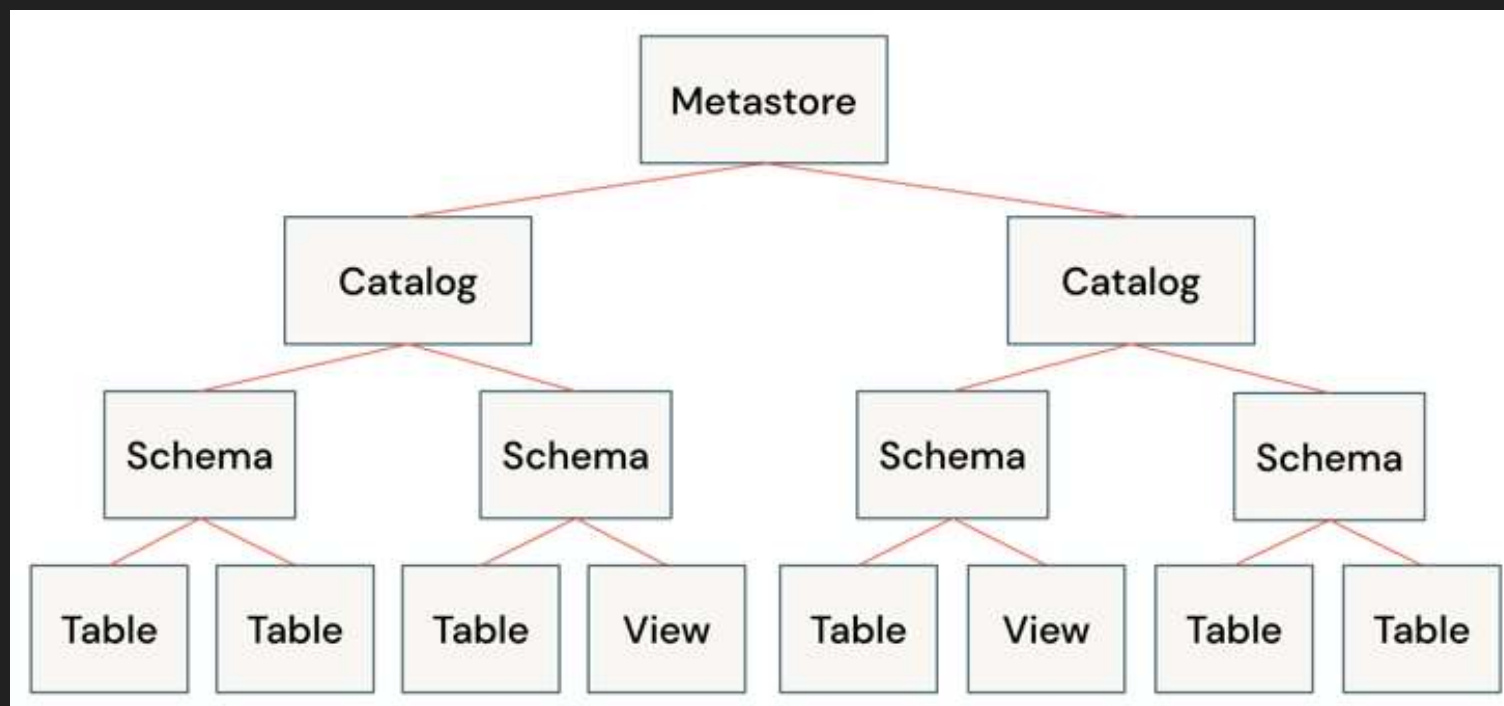 Metastore
Catalog Catalog
Schema Schema Schema Schema
Table Table Table View Table View Table Table